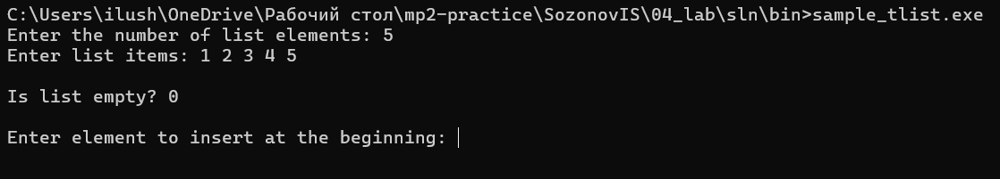 C:\Users\ilush\OneDrive\Рабочий стол\mp2-practice\SozonovIS\04_lab\sln\bin>sample_tlist.exe
Enter the number of list elements: 5
Enter list items: 1 2 3 4 5
Is list empty? 0
Enter element to insert at the beginning: